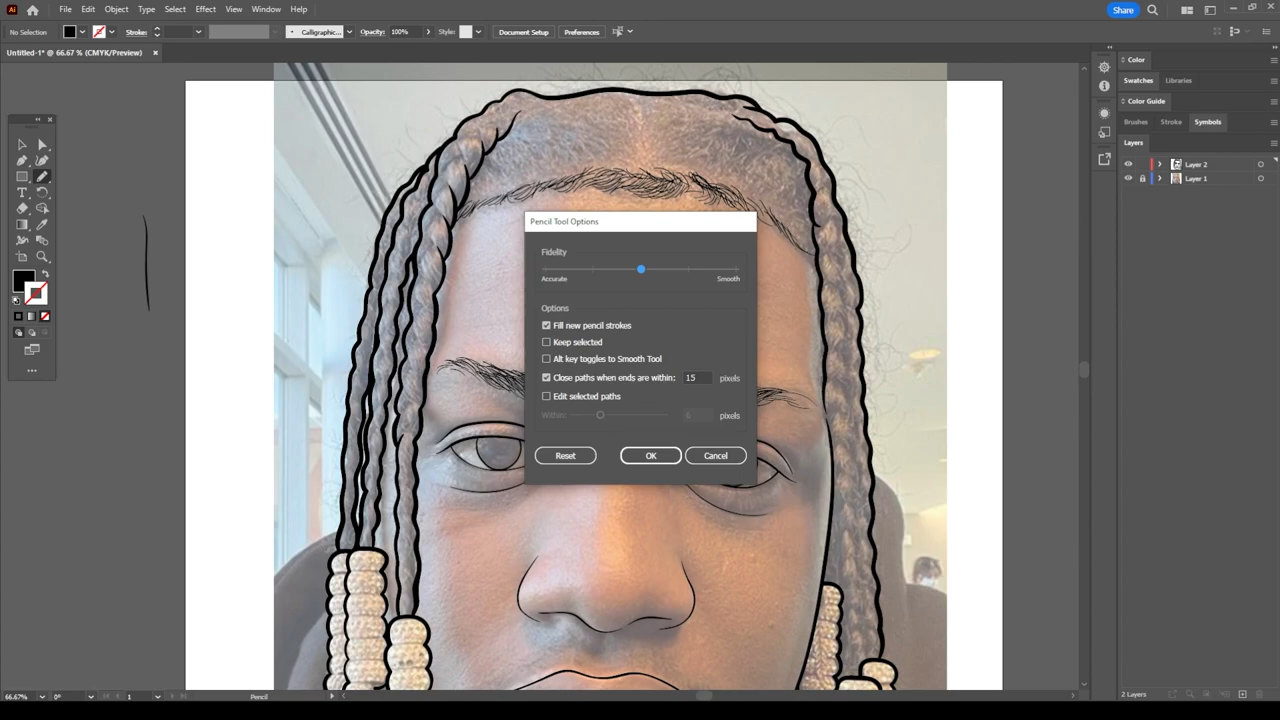 Ai File Edit Object Type Select Effect View Window Help Share
No Selection Stroke: Calligraphic... Opacity: 100% Style: Document Setup Preferences
Untitled-1* @ 66.67 % (CMYK/Preview)
Color
Swatches Libraries
Color Guide
Brushes Stroke Symbols
Layers
Layer 2
Layer 1
Pencil Tool Options
Fidelity
Accurate Smooth
Options
Fill new pencil strokes
Keep selected
Alt key toggles to Smooth Tool
Close paths when ends are within: 15 pixels
Edit selected paths
Within: 6 pixels
Reset OK Cancel
66.67% 0° 1 Pencil 2 Layers